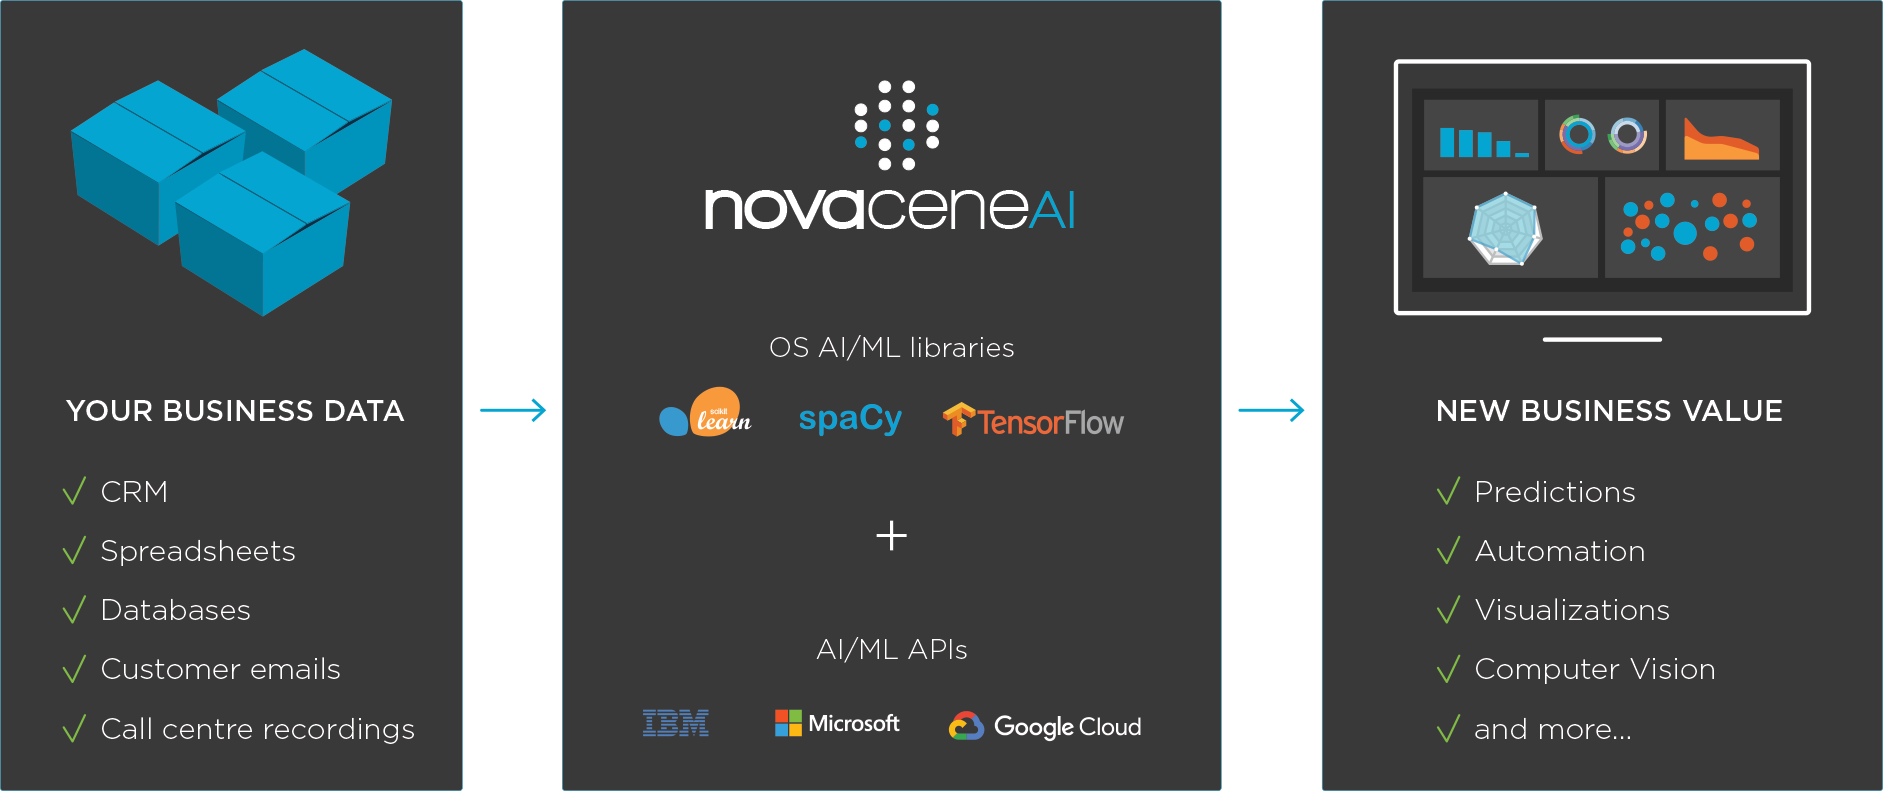 YOUR BUSINESS DATA
CRM
Spreadsheets
Databases
Customer emails
Call centre recordings
novaceneAI
OS AI/ML libraries
scikit
learn
spaCy
TensorFlow
+
AI/ML APIs
IBM
Microsoft
Google Cloud
NEW BUSINESS VALUE
Predictions
Automation
Visualizations
Computer Vision
and more...